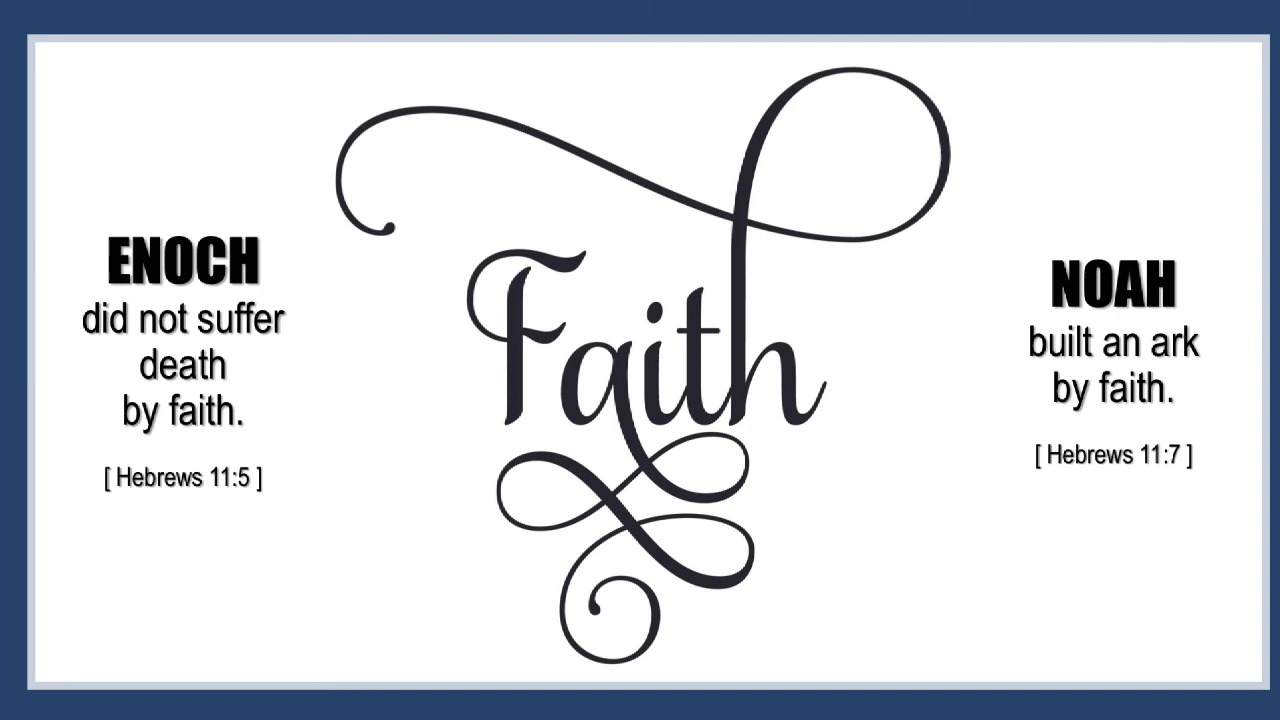 ENOCH
did not suffer
death
by faith.
[ Hebrews 11:5 ]
Faith
NOAH
built an ark
by faith.
[ Hebrews 11:7 ]